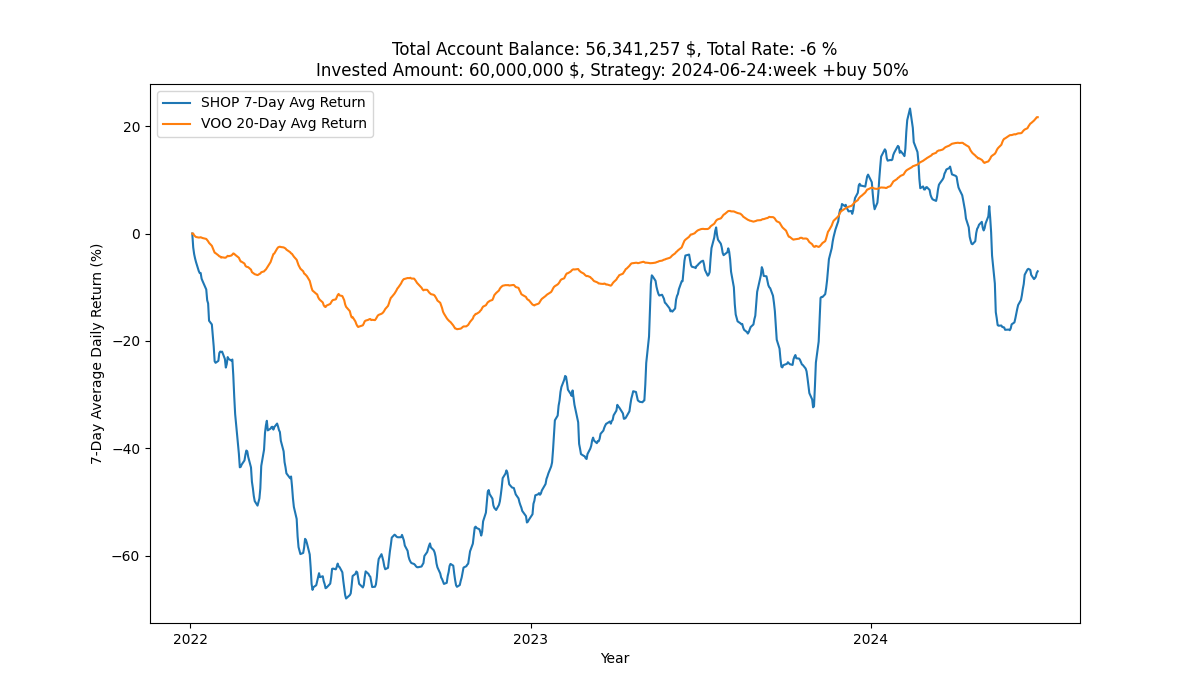 Total Account Balance: 56,341,257 $, Total Rate: -6 %
Invested Amount: 60,000,000 $, Strategy: 2024-06-24:week +buy 50%
SHOP 7-Day Avg Return
VOO 20-Day Avg Return
7-Day Average Daily Return (%)
20
0
−20
−40
−60
2022
2023
2024
Year